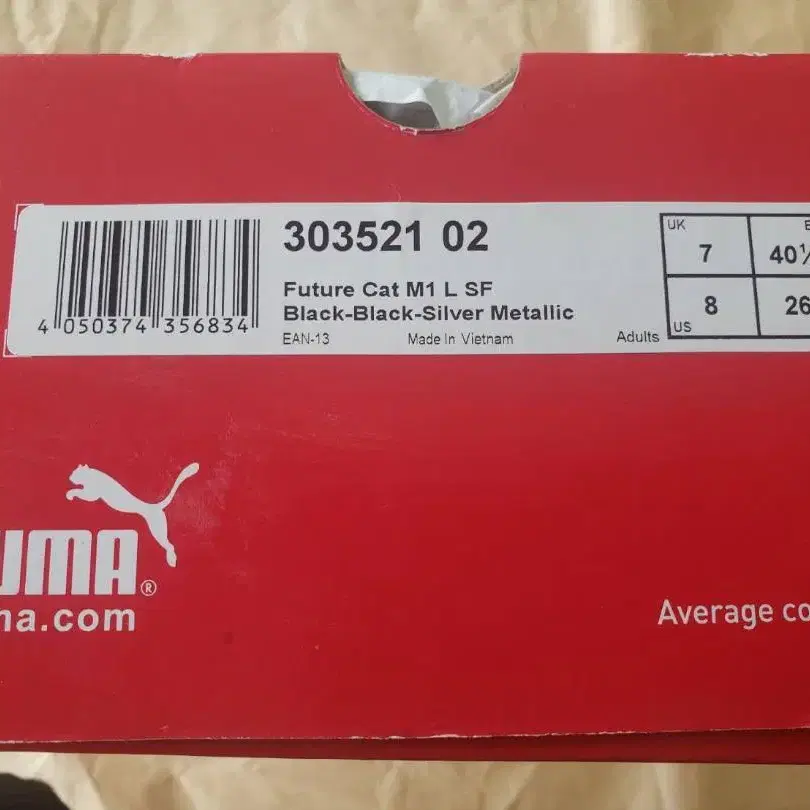 303521 02
Future Cat M1 L SF
Black-Black-Silver Metallic
EAN-13 Made In Vietnam Adults
4 050374 356834
UK 7 40½
US 8 26
UMA®
ma.com
Average co